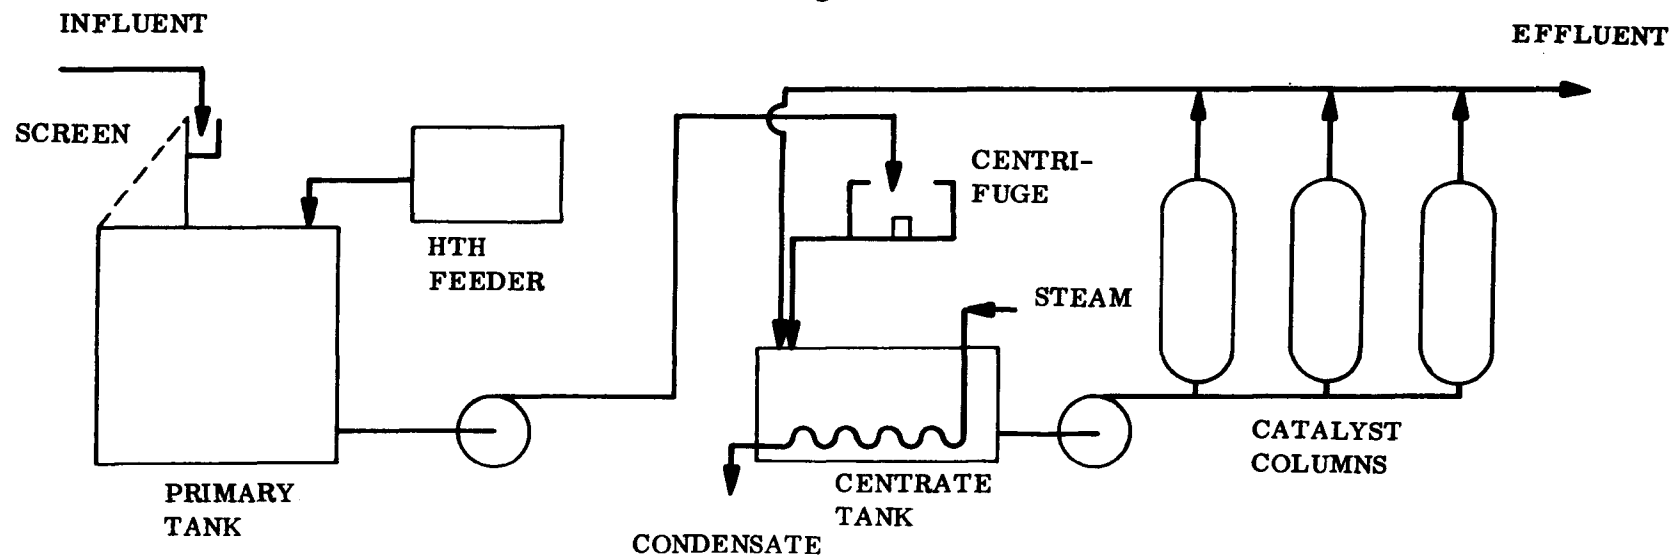 INFLUENT
EFFLUENT
SCREEN
CENTRI-
FUGE
HTH
FEEDER
STEAM
CATALYST
COLUMNS
PRIMARY
TANK
CENTRATE
TANK
CONDENSATE